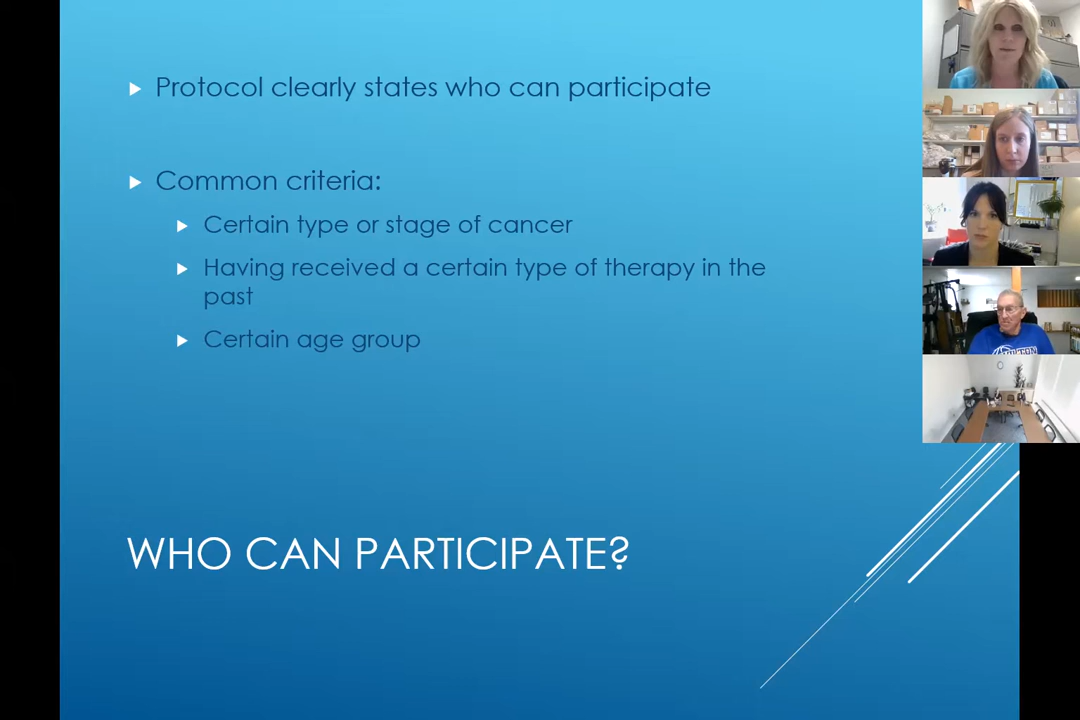 Protocol clearly states who can participate
Common criteria:
Certain type or stage of cancer
Having received a certain type of therapy in the
past
Certain age group
WHO CAN PARTICIPATE?